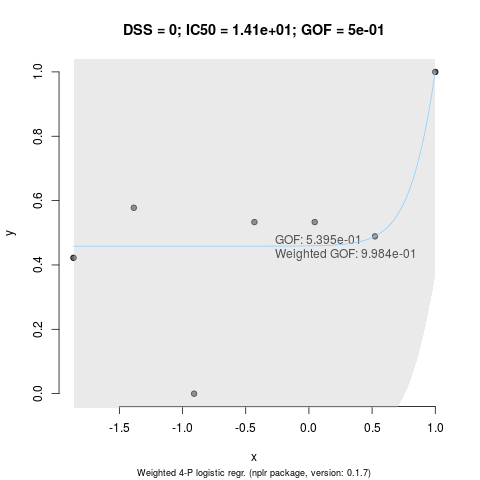 DSS = 0; IC50 = 1.41e+01; GOF = 5e-01
1.0
0.8
0.6
0.4
0.2
0.0
y
GOF: 5.395e-01
Weighted GOF: 9.984e-01
-1.5 -1.0 -0.5 0.0 0.5 1.0
x
Weighted 4-P logistic regr. (nplr package, version: 0.1.7)